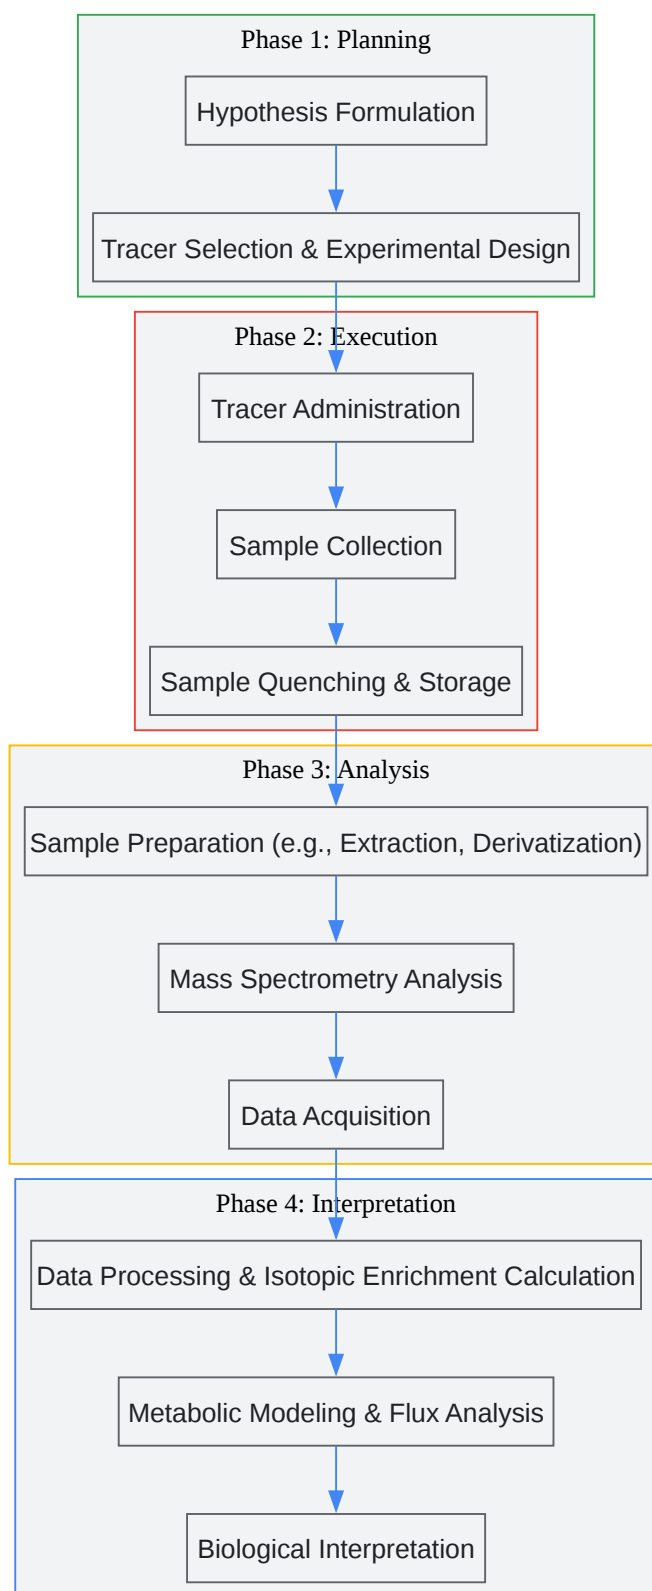 Phase 1: Planning
Hypothesis Formulation
Tracer Selection & Experimental Design
Phase 2: Execution
Tracer Administration
Sample Collection
Sample Quenching & Storage
Phase 3: Analysis
Sample Preparation (e.g., Extraction, Derivatization)
Mass Spectrometry Analysis
Data Acquisition
Phase 4: Interpretation
Data Processing & Isotopic Enrichment Calculation
Metabolic Modeling & Flux Analysis
Biological Interpretation